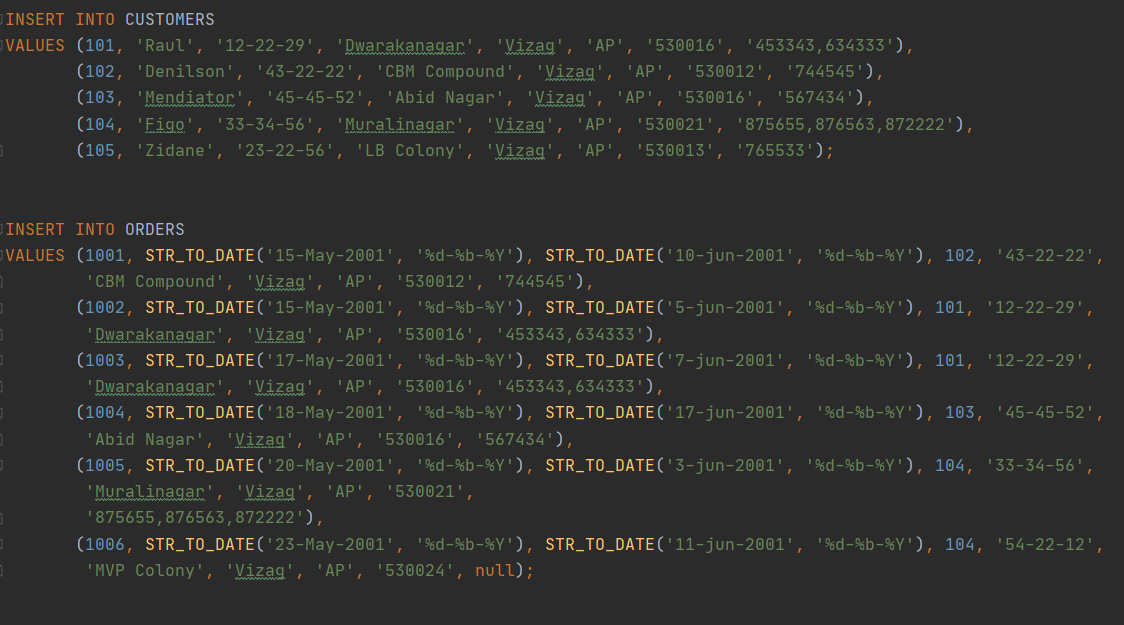 INSERT INTO CUSTOMERS
VALUES (101, 'Raul', '12-22-29', 'Dwarakanagar', 'Vizag', 'AP', '530016', '453343,634333'),
       (102, 'Denilson', '43-22-22', 'CBM Compound', 'Vizag', 'AP', '530012', '744545'),
       (103, 'Mendiator', '45-45-52', 'Abid Nagar', 'Vizag', 'AP', '530016', '567434'),
       (104, 'Figo', '33-34-56', 'Muralinagar', 'Vizag', 'AP', '530021', '875655,876563,872222'),
       (105, 'Zidane', '23-22-56', 'LB Colony', 'Vizag', 'AP', '530013', '765533');
INSERT INTO ORDERS
VALUES (1001, STR_TO_DATE('15-May-2001', '%d-%b-%Y'), STR_TO_DATE('10-jun-2001', '%d-%b-%Y'), 102, '43-22-22',
        'CBM Compound', 'Vizag', 'AP', '530012', '744545'),
       (1002, STR_TO_DATE('15-May-2001', '%d-%b-%Y'), STR_TO_DATE('5-jun-2001', '%d-%b-%Y'), 101, '12-22-29',
        'Dwarakanagar', 'Vizag', 'AP', '530016', '453343,634333'),
       (1003, STR_TO_DATE('17-May-2001', '%d-%b-%Y'), STR_TO_DATE('7-jun-2001', '%d-%b-%Y'), 101, '12-22-29',
        'Dwarakanagar', 'Vizag', 'AP', '530016', '453343,634333'),
       (1004, STR_TO_DATE('18-May-2001', '%d-%b-%Y'), STR_TO_DATE('17-jun-2001', '%d-%b-%Y'), 103, '45-45-52',
        'Abid Nagar', 'Vizag', 'AP', '530016', '567434'),
       (1005, STR_TO_DATE('20-May-2001', '%d-%b-%Y'), STR_TO_DATE('3-jun-2001', '%d-%b-%Y'), 104, '33-34-56',
        'Muralinagar', 'Vizag', 'AP', '530021',
        '875655,876563,872222'),
       (1006, STR_TO_DATE('23-May-2001', '%d-%b-%Y'), STR_TO_DATE('11-jun-2001', '%d-%b-%Y'), 104, '54-22-12',
        'MVP Colony', 'Vizag', 'AP', '530024', null);